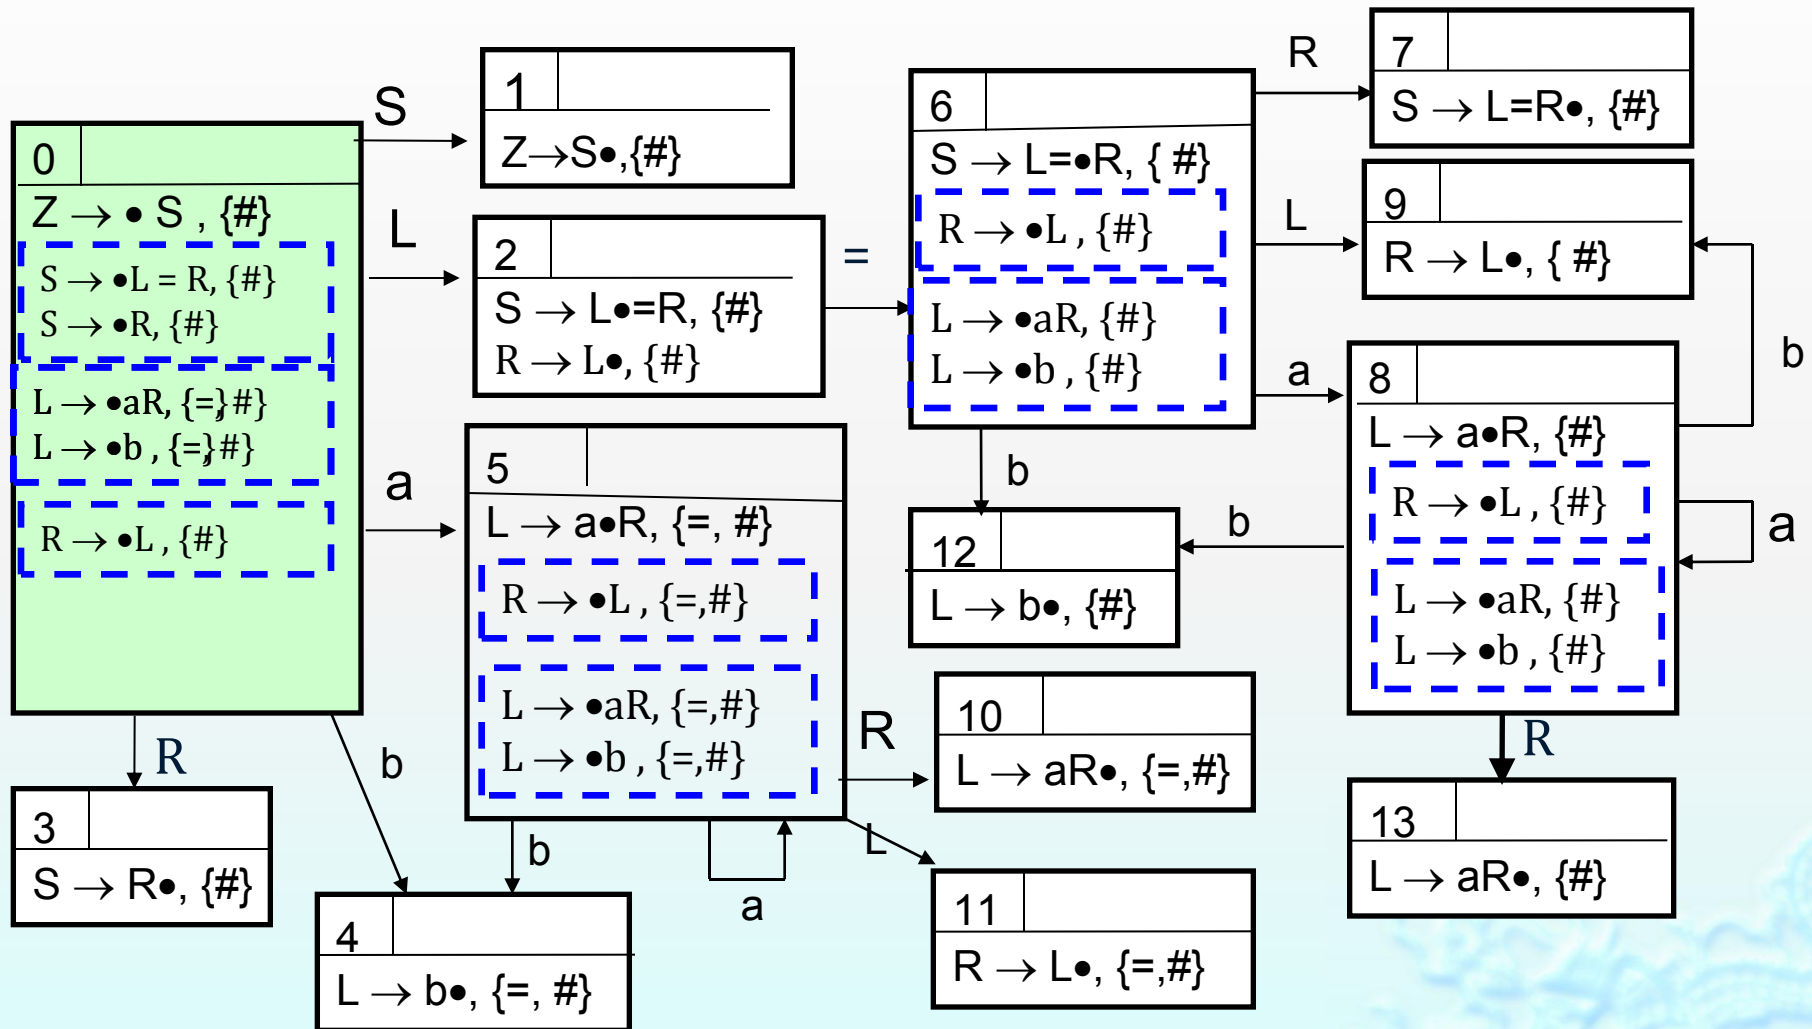 0
Z → • S , {#}
S → •L = R, {#}
S → •R, {#}
L → •aR, {=,}#}
L → •b , {=,}#}
R → •L , {#}
S
L
a
R
b
1
Z→S•,{#}
2
S → L•=R, {#}
R → L•, {#}
=
3
S → R•, {#}
4
L → b•, {=, #}
5
L → a•R, {=, #}
R → •L , {=,#}
L → •aR, {=,#}
L → •b , {=,#}
b
a
R
L
6
S → L=•R, { #}
R → •L , {#}
L → •aR, {#}
L → •b , {#}
R
L
a
b
7
S → L=R•, {#}
9
R → L•, { #}
8
L → a•R, {#}
R → •L , {#}
L → •aR, {#}
L → •b , {#}
b
a
b
R
12
L → b•, {#}
10
L → aR•, {=,#}
11
R → L•, {=,#}
13
L → aR•, {#}